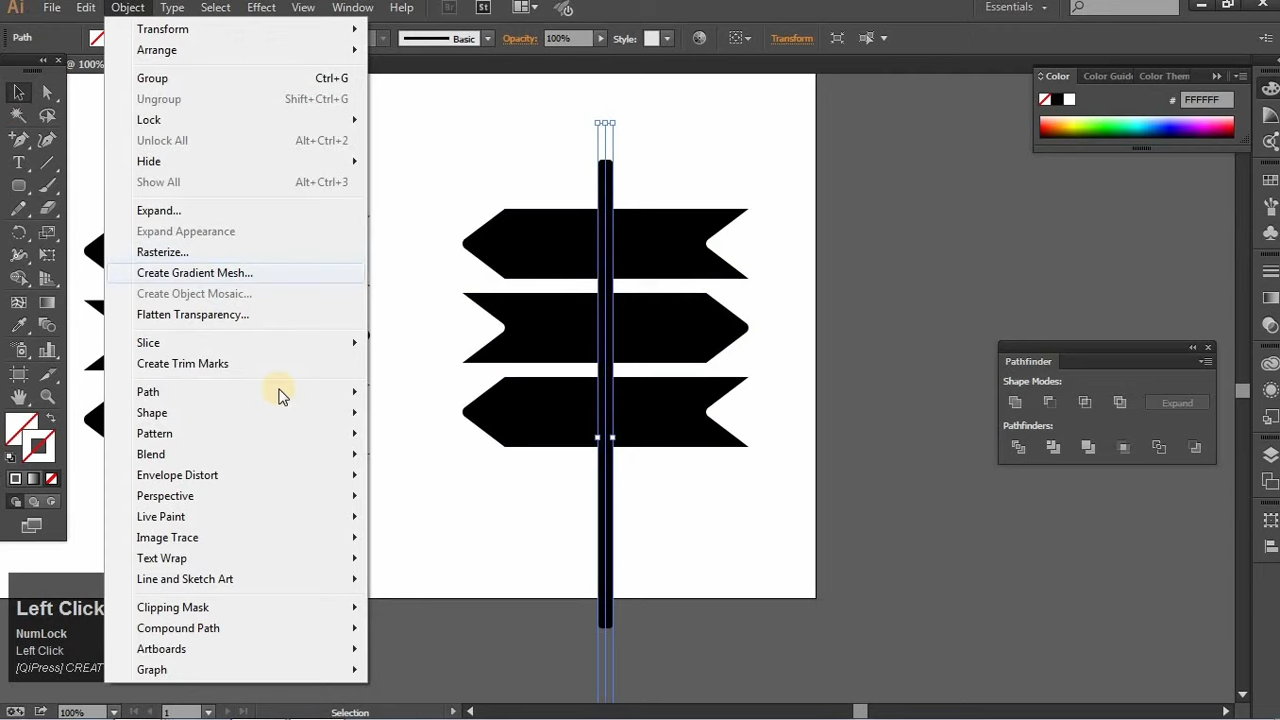 Ai File Edit Object Type Select Effect View Window Help Br St Essentials
Path Basic Opacity: 100% Style: Transform
@ 100%
Transform
Arrange
Group Ctrl+G
Ungroup Shift+Ctrl+G
Lock
Unlock All Alt+Ctrl+2
Hide
Show All Alt+Ctrl+3
Expand...
Expand Appearance
Rasterize...
Create Gradient Mesh...
Create Object Mosaic...
Flatten Transparency...
Slice
Create Trim Marks
Path
Shape
Pattern
Blend
Envelope Distort
Perspective
Live Paint
Image Trace
Text Wrap
Line and Sketch Art
Clipping Mask
Compound Path
Artboards
Graph
Color Color Guid Color Them
# FFFFFF
Pathfinder
Shape Modes:
Expand
Pathfinders:
Left Click
NumLock
Left Click
[QiPress] CREAT
100% 1 Selection